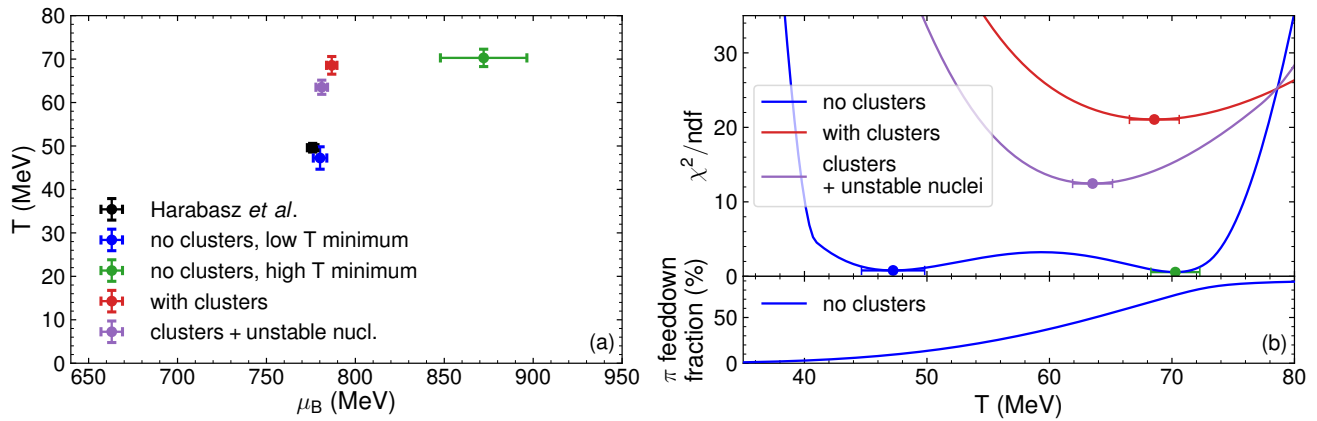 80
70
60
50
40
30
20
10
0
T (MeV)
650
700
750
800
850
900
950
μB (MeV)
Harabasz et al.
no clusters, low T minimum
no clusters, high T minimum
with clusters
clusters + unstable nucl.
(a)
30
20
10
0
χ²/ndf
no clusters
with clusters
clusters
+ unstable nuclei
50
0
π feeddown
fraction (%)
no clusters
(b)
40
50
60
70
80
T (MeV)